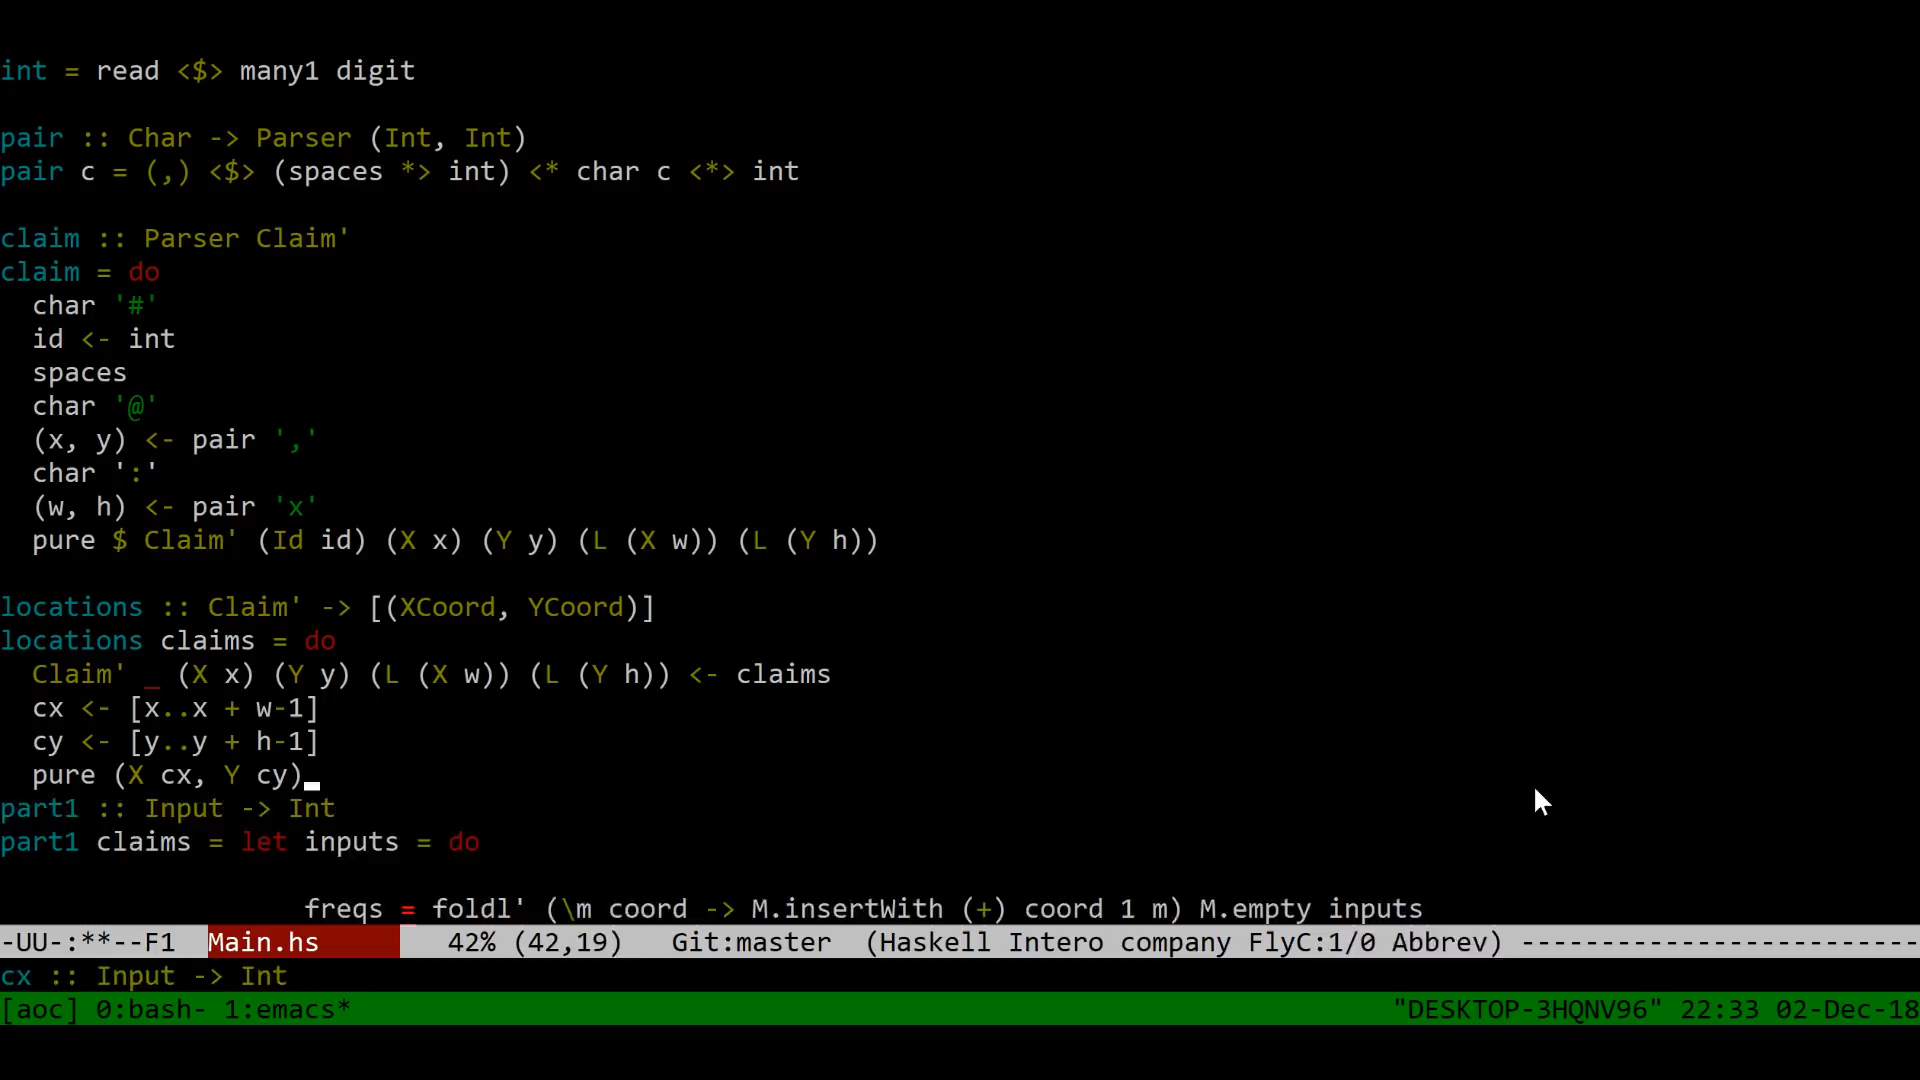 int = read <$> many1 digit
pair :: Char -> Parser (Int, Int)
pair c = (,) <$> (spaces *> int) <* char c <*> int
claim :: Parser Claim'
claim = do
  char '#'
  id <- int
  spaces
  char '@'
  (x, y) <- pair ','
  char ':'
  (w, h) <- pair 'x'
  pure $ Claim' (Id id) (X x) (Y y) (L (X w)) (L (Y h))
locations :: Claim' -> [(XCoord, YCoord)]
locations claims = do
  Claim' _ (X x) (Y y) (L (X w)) (L (Y h)) <- claims
  cx <- [x..x + w-1]
  cy <- [y..y + h-1]
  pure (X cx, Y cy)
part1 :: Input -> Int
part1 claims = let inputs = do
                   freqs = foldl' (\m coord -> M.insertWith (+) coord 1 m) M.empty inputs
-UU-:**--F1  Main.hs        42% (42,19)   Git:master  (Haskell Intero company FlyC:1/0 Abbrev) -------------------------
cx :: Input -> Int
[aoc] 0:bash- 1:emacs* "DESKTOP-3HQNV96" 22:33 02-Dec-18